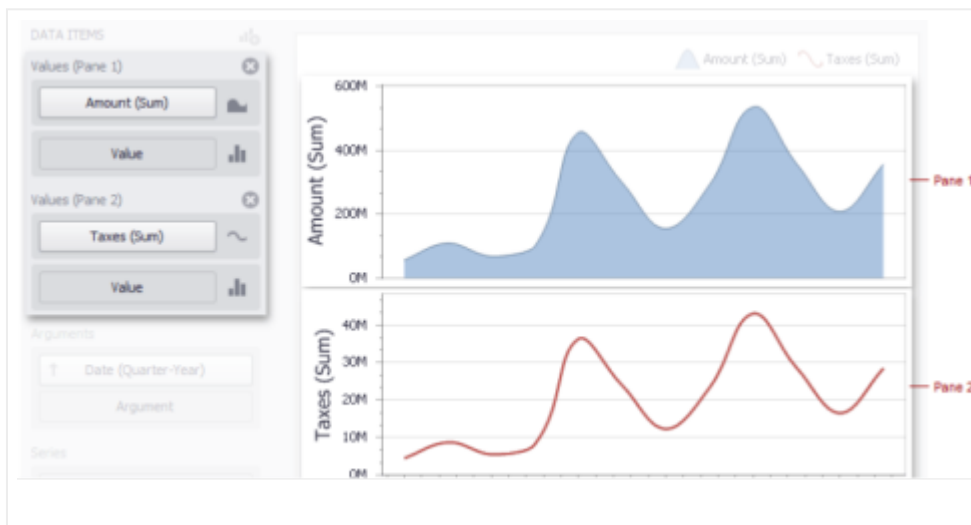 DATA ITEMS
Values (Pane 1)
Amount (Sum)
Value
Values (Pane 2)
Taxes (Sum)
Value
Arguments
T Date (Quarter-Year)
Argument
Series
Amount (Sum) Taxes (Sum)
600M
400M
200M
0M
Amount (Sum)
Pane 1
40M
30M
20M
10M
0M
Taxes (Sum)
Pane 2